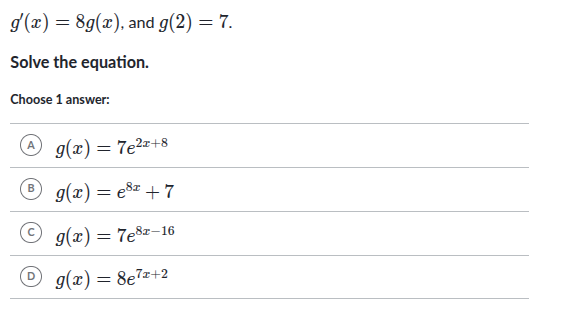 g′(x) = 8g(x), and g(2) = 7.
Solve the equation.
Choose 1 answer:
A g(x) = 7e^{2x+8}
B g(x) = e^{8x} + 7
C g(x) = 7e^{8x−16}
D g(x) = 8e^{7x+2}